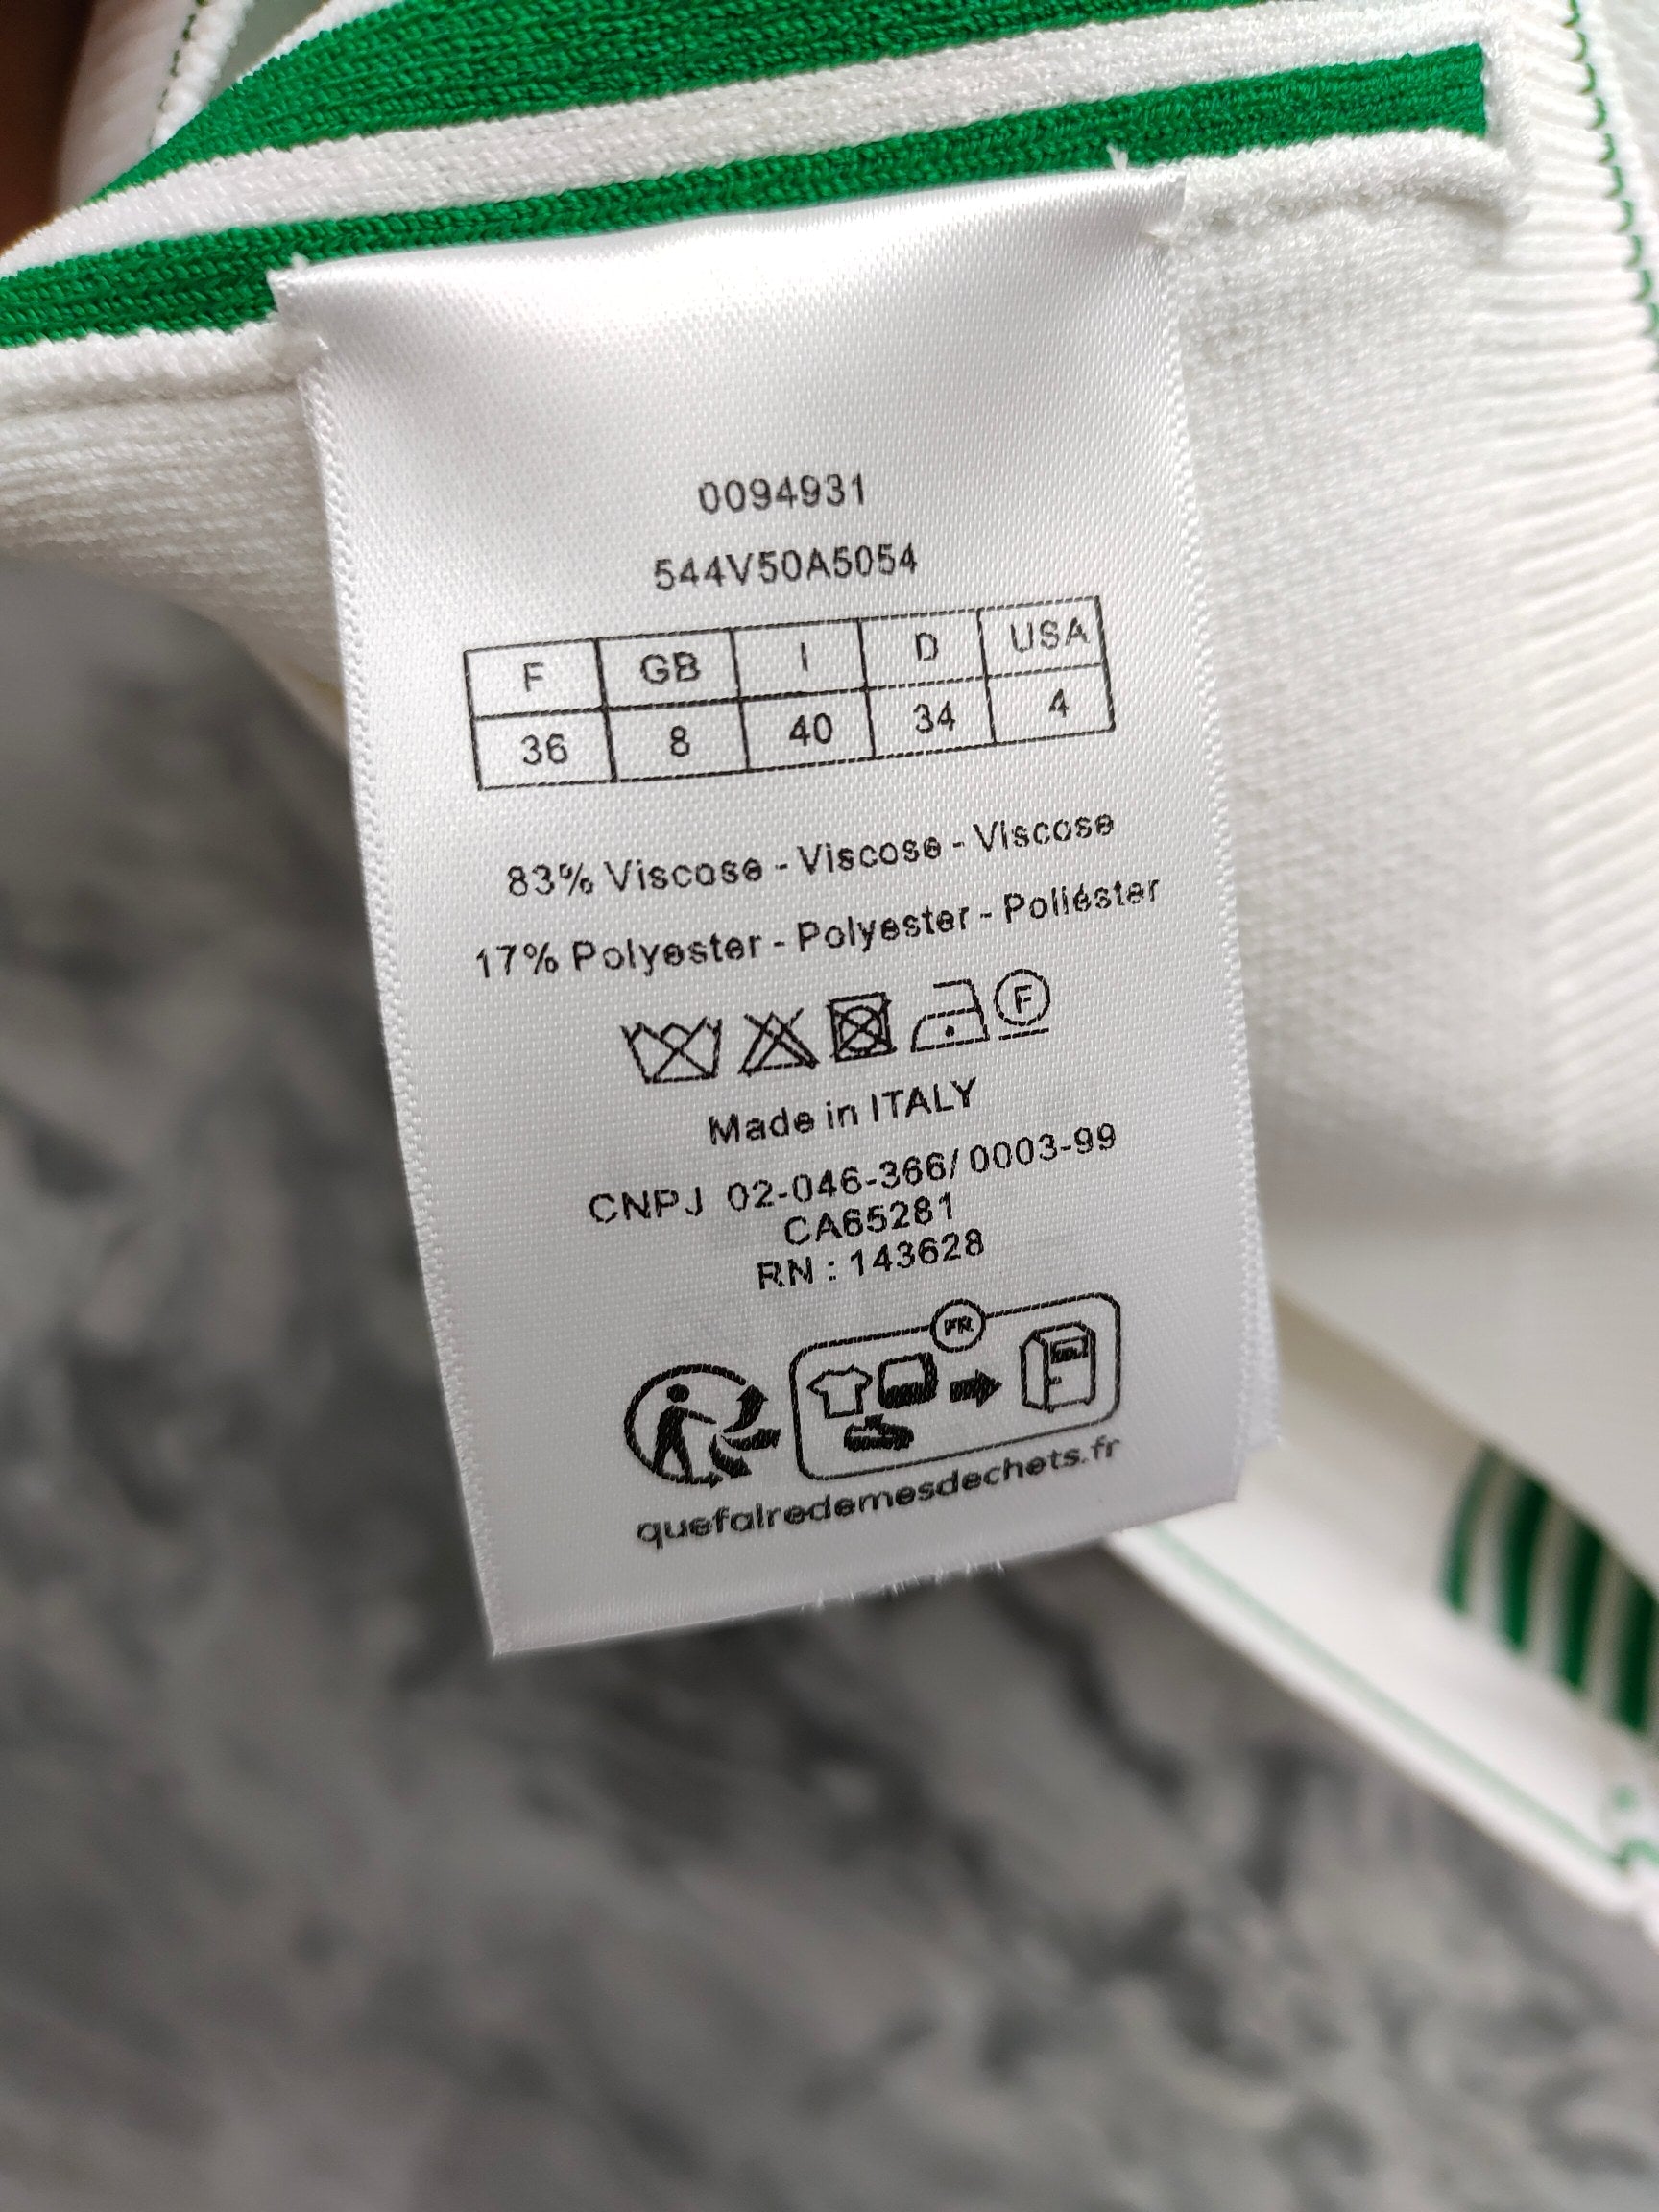 0094931
544V50A5054
F GB I D USA
36 8 40 34 4
83% Viscose - Viscose - Viscose
17% Polyester - Polyester - Poliéster
F
Made in ITALY
CNPJ 02-046-366/0003-99
CA65281
RN : 143628
FR
quefairedemesdechets.fr